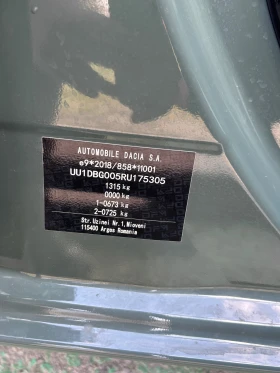 AUTOMOBILE DACIA S.A.
e9*2018/858*11001
UU1DBG005RU175305
1315 kg
0000 kg
1-0673 kg
2-0725 kg
Str.Uzinei Nr.1,Mioveni
115400 Arges Romania